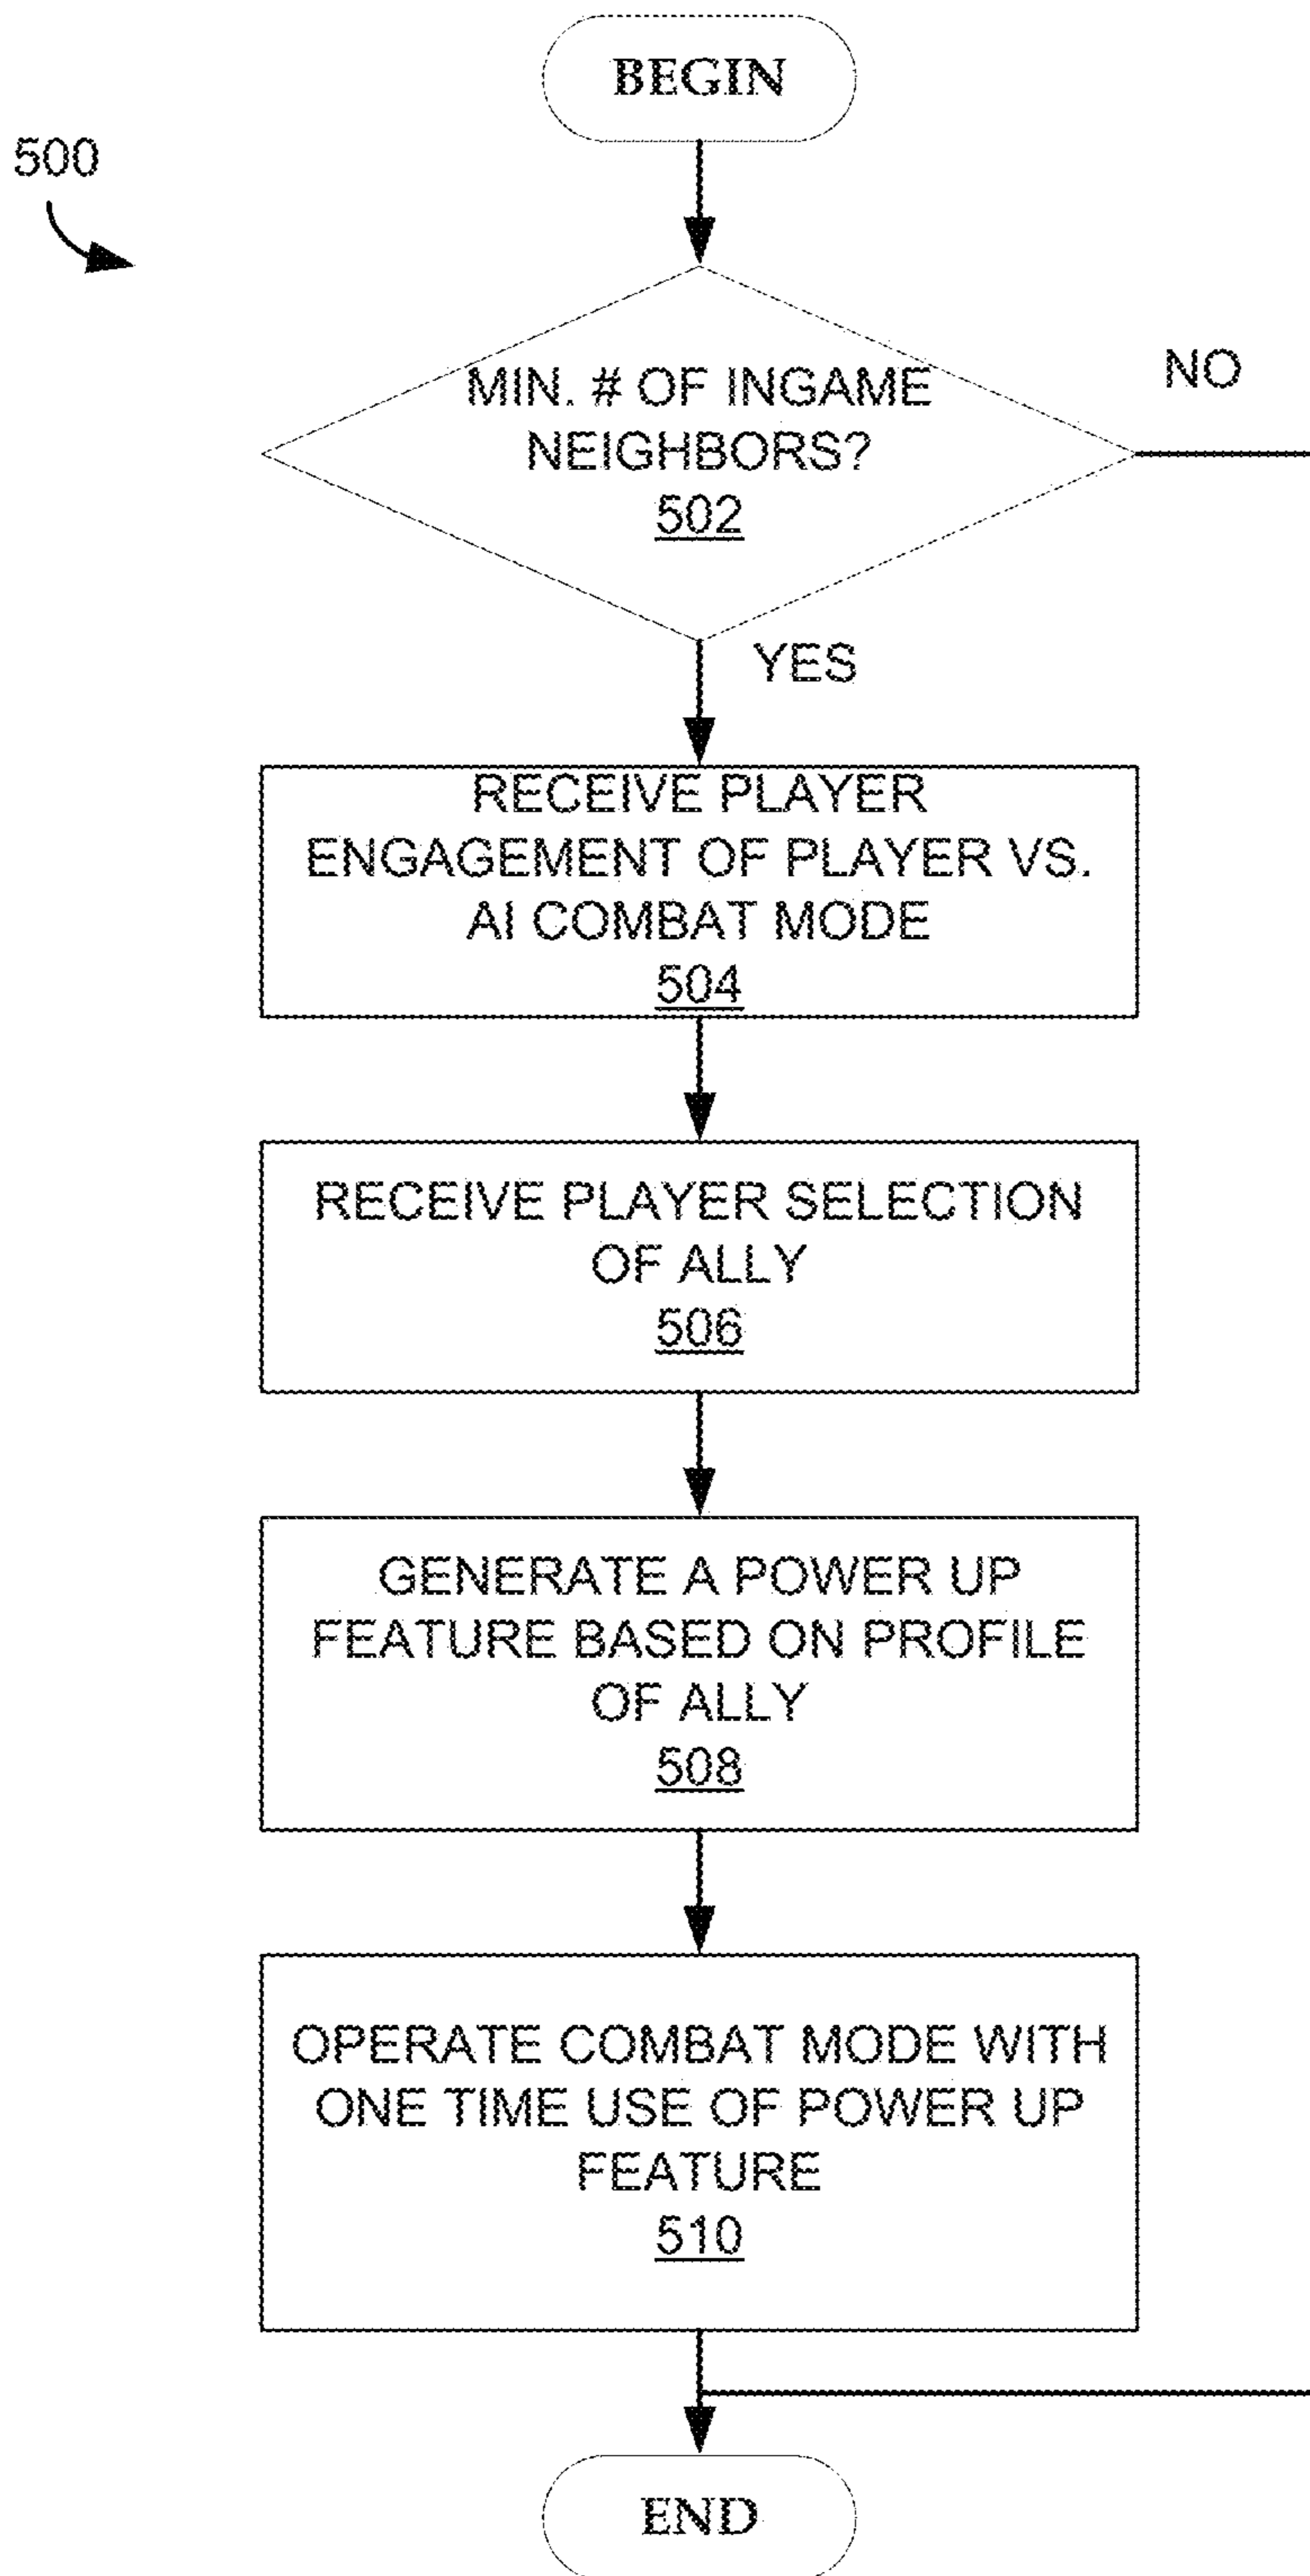 BEGIN
500
MIN. # OF INGAME
NEIGHBORS?
502
NO
YES
RECEIVE PLAYER
ENGAGEMENT OF PLAYER VS.
AI COMBAT MODE
504
RECEIVE PLAYER SELECTION
OF ALLY
506
GENERATE A POWER UP
FEATURE BASED ON PROFILE
OF ALLY
508
OPERATE COMBAT MODE WITH
ONE TIME USE OF POWER UP
FEATURE
510
END